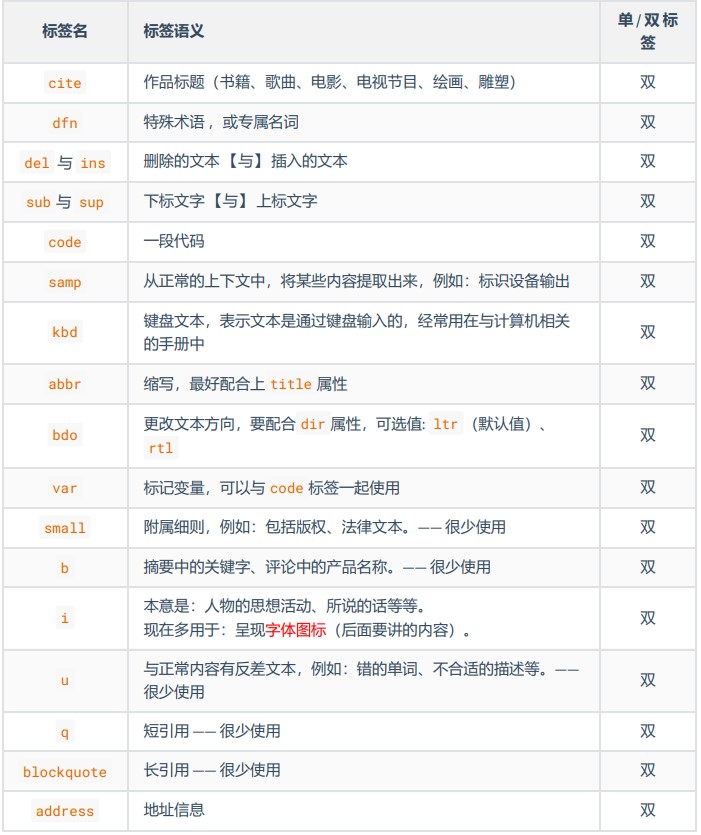 标签名 标签语义 单/双标
签
cite 作品标题（书籍、歌曲、电影、电视节目、绘画、雕塑） 双
dfn 特殊术语，或专属名词 双
del 与 ins 删除的文本【与】插入的文本 双
sub 与 sup 下标文字【与】上标文字 双
code 一段代码 双
samp 从正常的上下文中，将某些内容提取出来，例如：标识设备输出 双
kbd 键盘文本，表示文本是通过键盘输入的，经常用在与计算机相关 双
的手册中
abbr 缩写，最好配合上 title 属性 双
bdo 更改文本方向，要配合 dir 属性，可选值: ltr （默认值）、 双
rtl
var 标记变量，可以与 code 标签一起使用 双
small 附属细则，例如：包括版权、法律文本。—— 很少使用 双
b 摘要中的关键字、评论中的产品名称。—— 很少使用 双
i 本意是：人物的思想活动、所说的话等等。 双
现在多用于：呈现字体图标（后面要讲的内容）。
u 与正常内容有反差文本，例如：错的单词、不合适的描述等。—— 双
很少使用
q 短引用 —— 很少使用 双
blockquote 长引用 —— 很少使用 双
address 地址信息 双